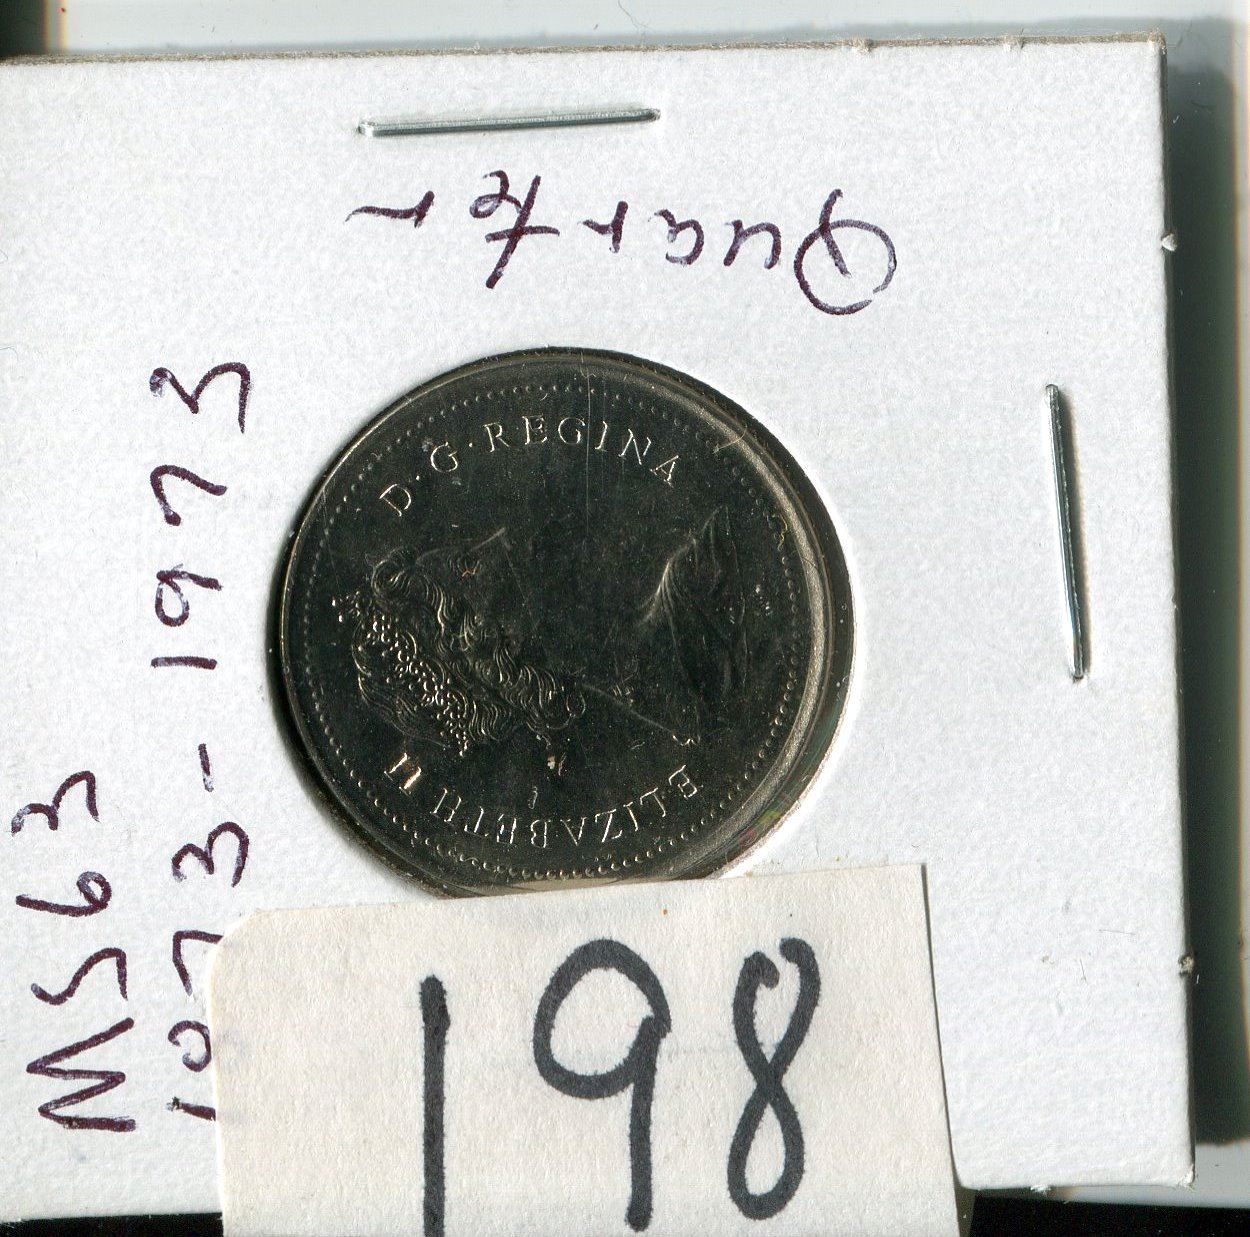 Quarter
MS63
1873-1973
ELIZABETH II D·G·REGINA
198